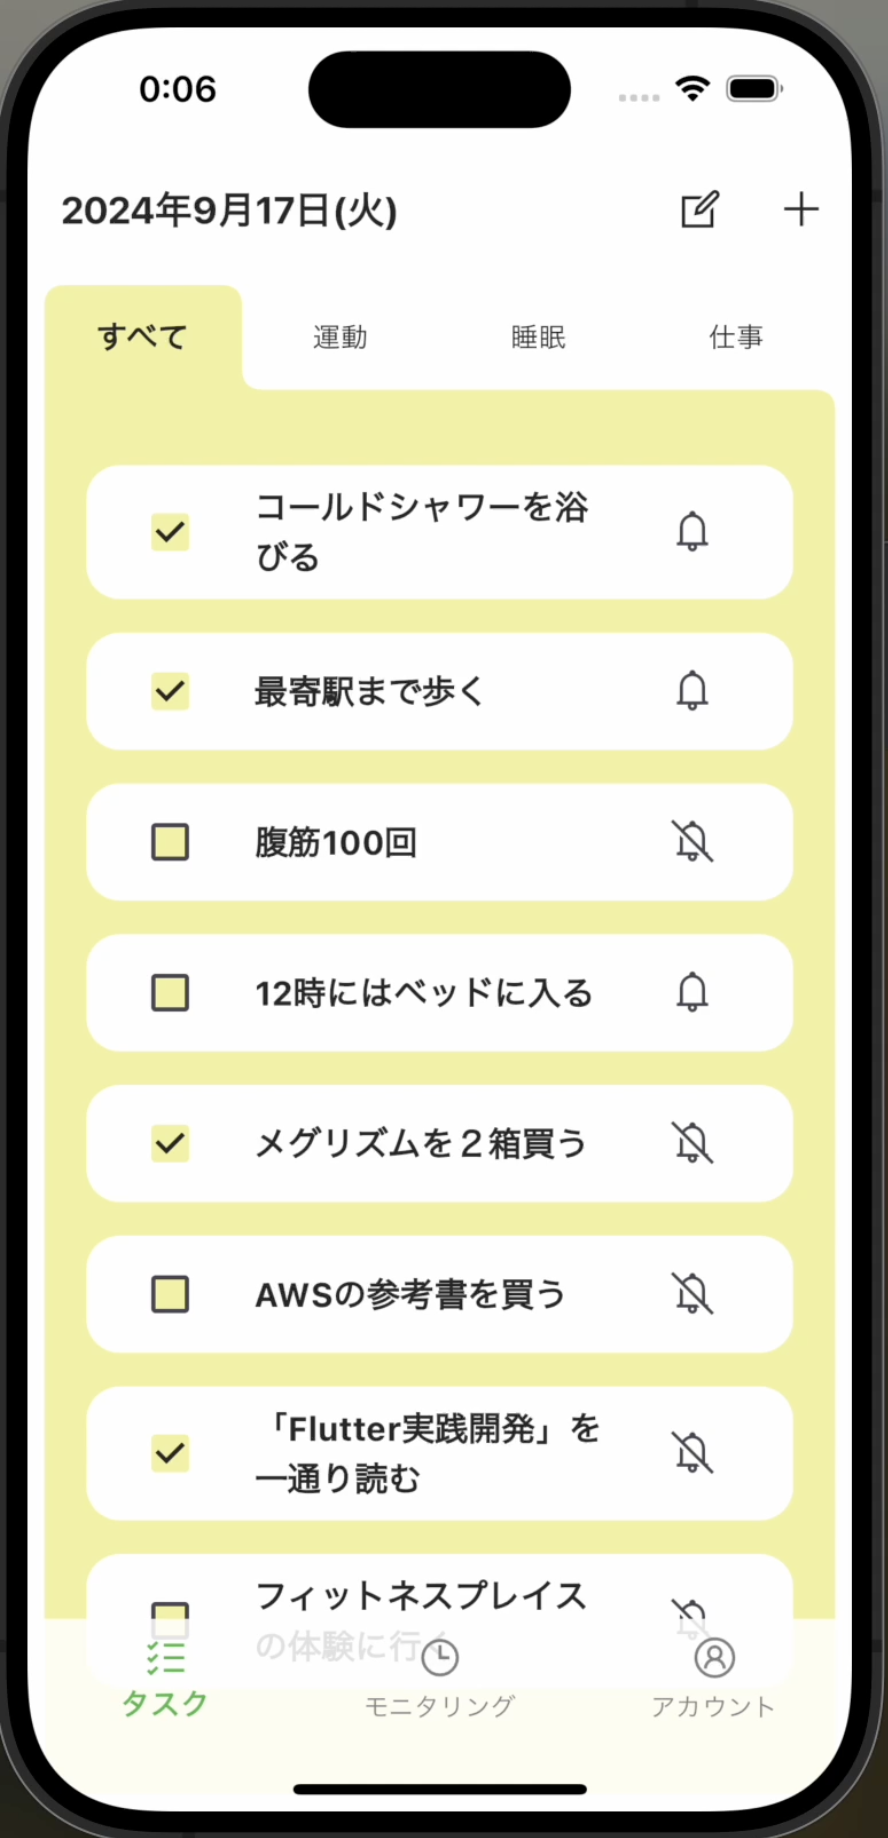 0:06
2024年9月17日(火)
すべて
運動
睡眠
仕事
コールドシャワーを浴
びる
最寄駅まで歩く
腹筋100回
12時にはベッドに入る
メグリズムを２箱買う
AWSの参考書を買う
「Flutter実践開発」を
一通り読む
フィットネスプレイス
の体験に行く
タスク
モニタリング
アカウント